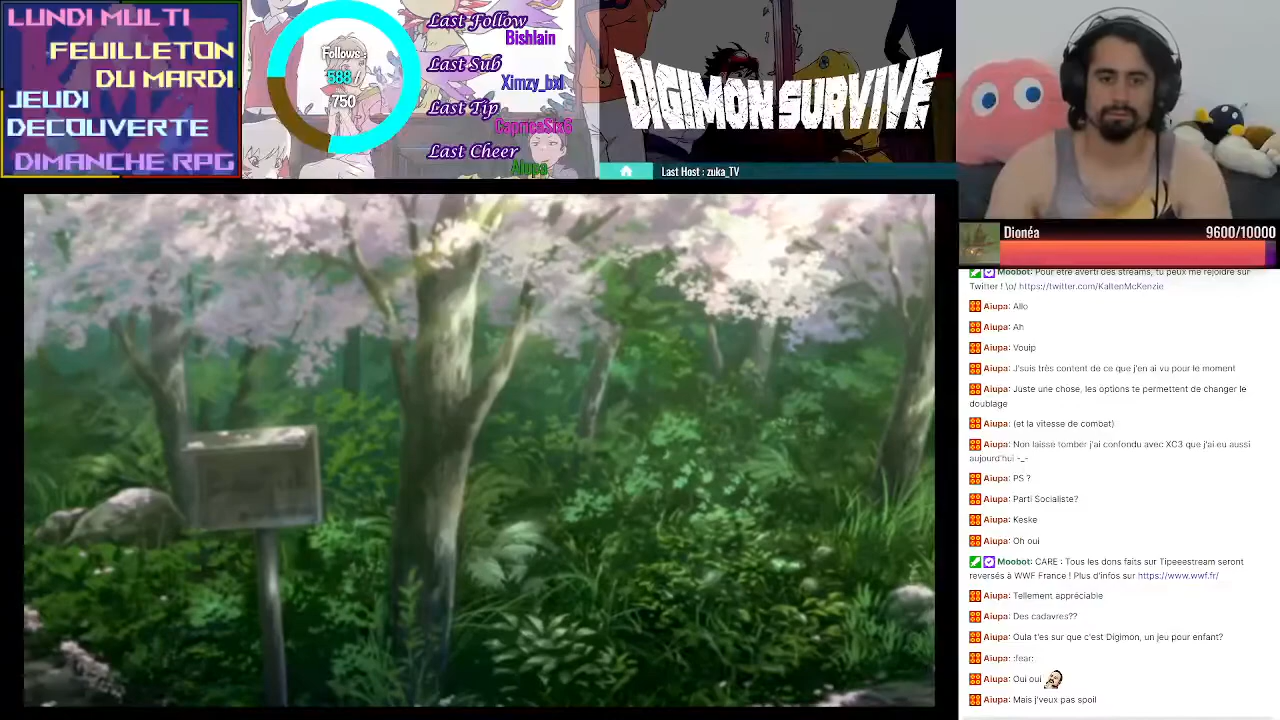 LUNDI MULTI
FEUILLETON
DU MARDI
JEUDI
DECOUVERTE
DIMANCHE RPG
Follows :
588
750
Last Follow
Bishlain
Last Sub
Ximzy_bxl
Last Tip
CapricaSix6
Last Cheer
Aiupa
DIGIMON SURVIVE
Last Host : zuka_TV
Dionéa 9600/10000
Moobot: Pour être averti des streams, tu peux me rejoindre sur
Twitter ! \o/ https://twitter.com/KaltenMcKenzie
Aiupa: Allo
Aiupa: Ah
Aiupa: Vouip
Aiupa: J'suis très content de ce que j'en ai vu pour le moment
Aiupa: Juste une chose, les options te permettent de changer le
doublage
Aiupa: (et la vitesse de combat)
Aiupa: Non laisse tomber j'ai confondu avec XC3 que j'ai eu aussi
aujourd'hui -_-
Aiupa: PS ?
Aiupa: Parti Socialiste?
Aiupa: Keske
Aiupa: Oh oui
Moobot: CARE : Tous les dons faits sur Tipeeestream seront
reversés à WWF France ! Plus d'infos sur https://www.wwf.fr/
Aiupa: Tellement appréciable
Aiupa: Des cadavres??
Aiupa: Oula t'es sur que c'est Digimon, un jeu pour enfant?
Aiupa: :fear:
Aiupa: Oui oui
Aiupa: Mais j'veux pas spoil